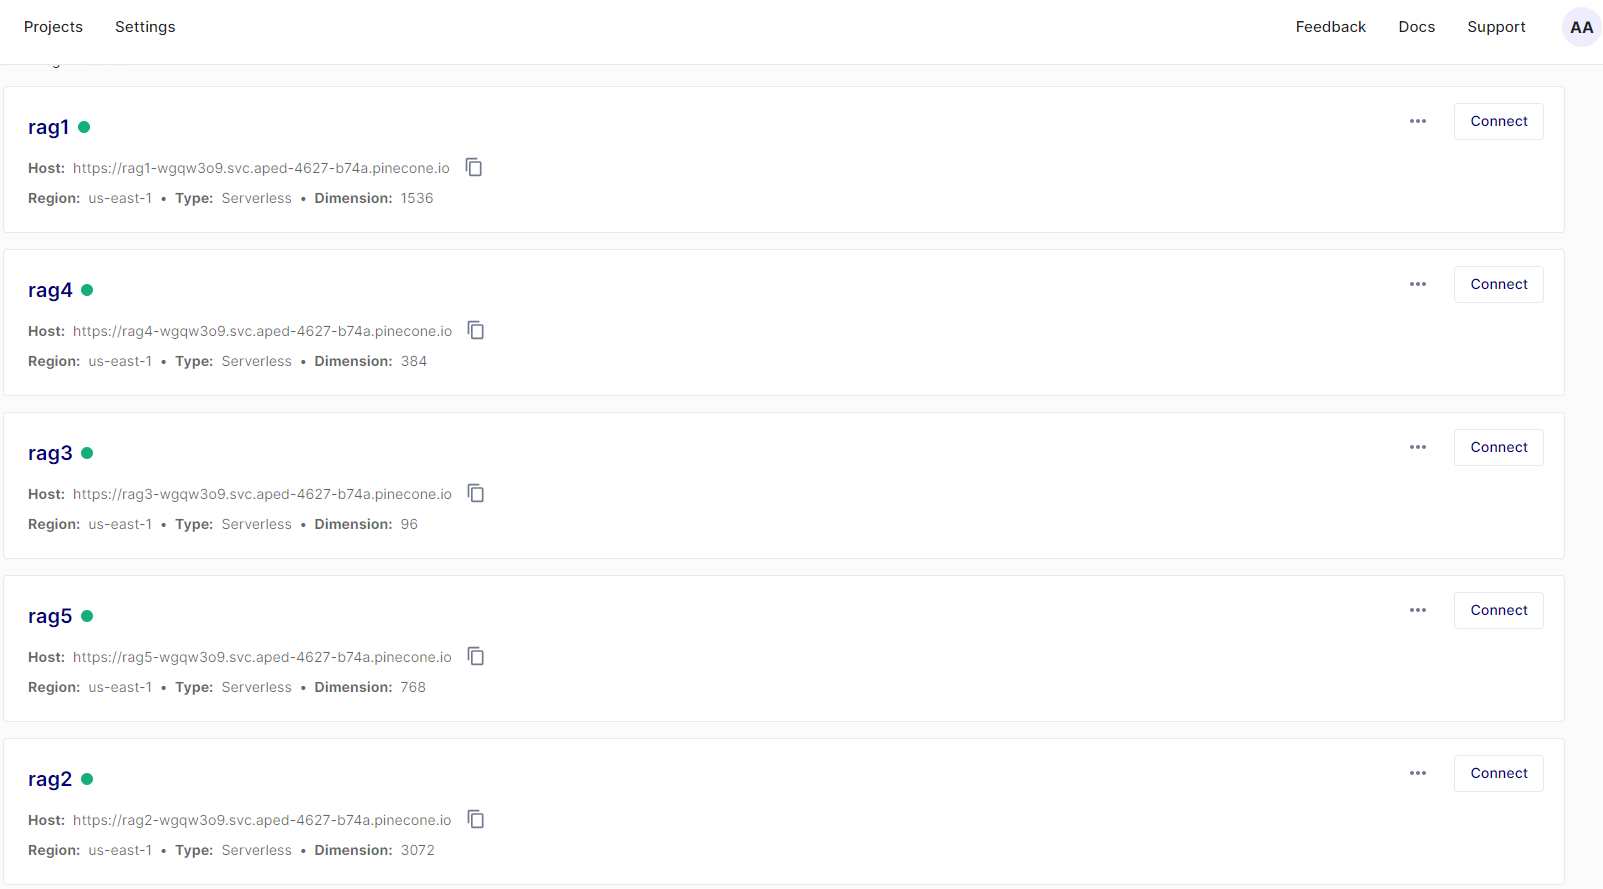 Projects Settings Feedback Docs Support AA
rag1
Connect
Host: https://rag1-wgqw3o9.svc.aped-4627-b74a.pinecone.io
Region: us-east-1 • Type: Serverless • Dimension: 1536
rag4
Connect
Host: https://rag4-wgqw3o9.svc.aped-4627-b74a.pinecone.io
Region: us-east-1 • Type: Serverless • Dimension: 384
rag3
Connect
Host: https://rag3-wgqw3o9.svc.aped-4627-b74a.pinecone.io
Region: us-east-1 • Type: Serverless • Dimension: 96
rag5
Connect
Host: https://rag5-wgqw3o9.svc.aped-4627-b74a.pinecone.io
Region: us-east-1 • Type: Serverless • Dimension: 768
rag2
Connect
Host: https://rag2-wgqw3o9.svc.aped-4627-b74a.pinecone.io
Region: us-east-1 • Type: Serverless • Dimension: 3072